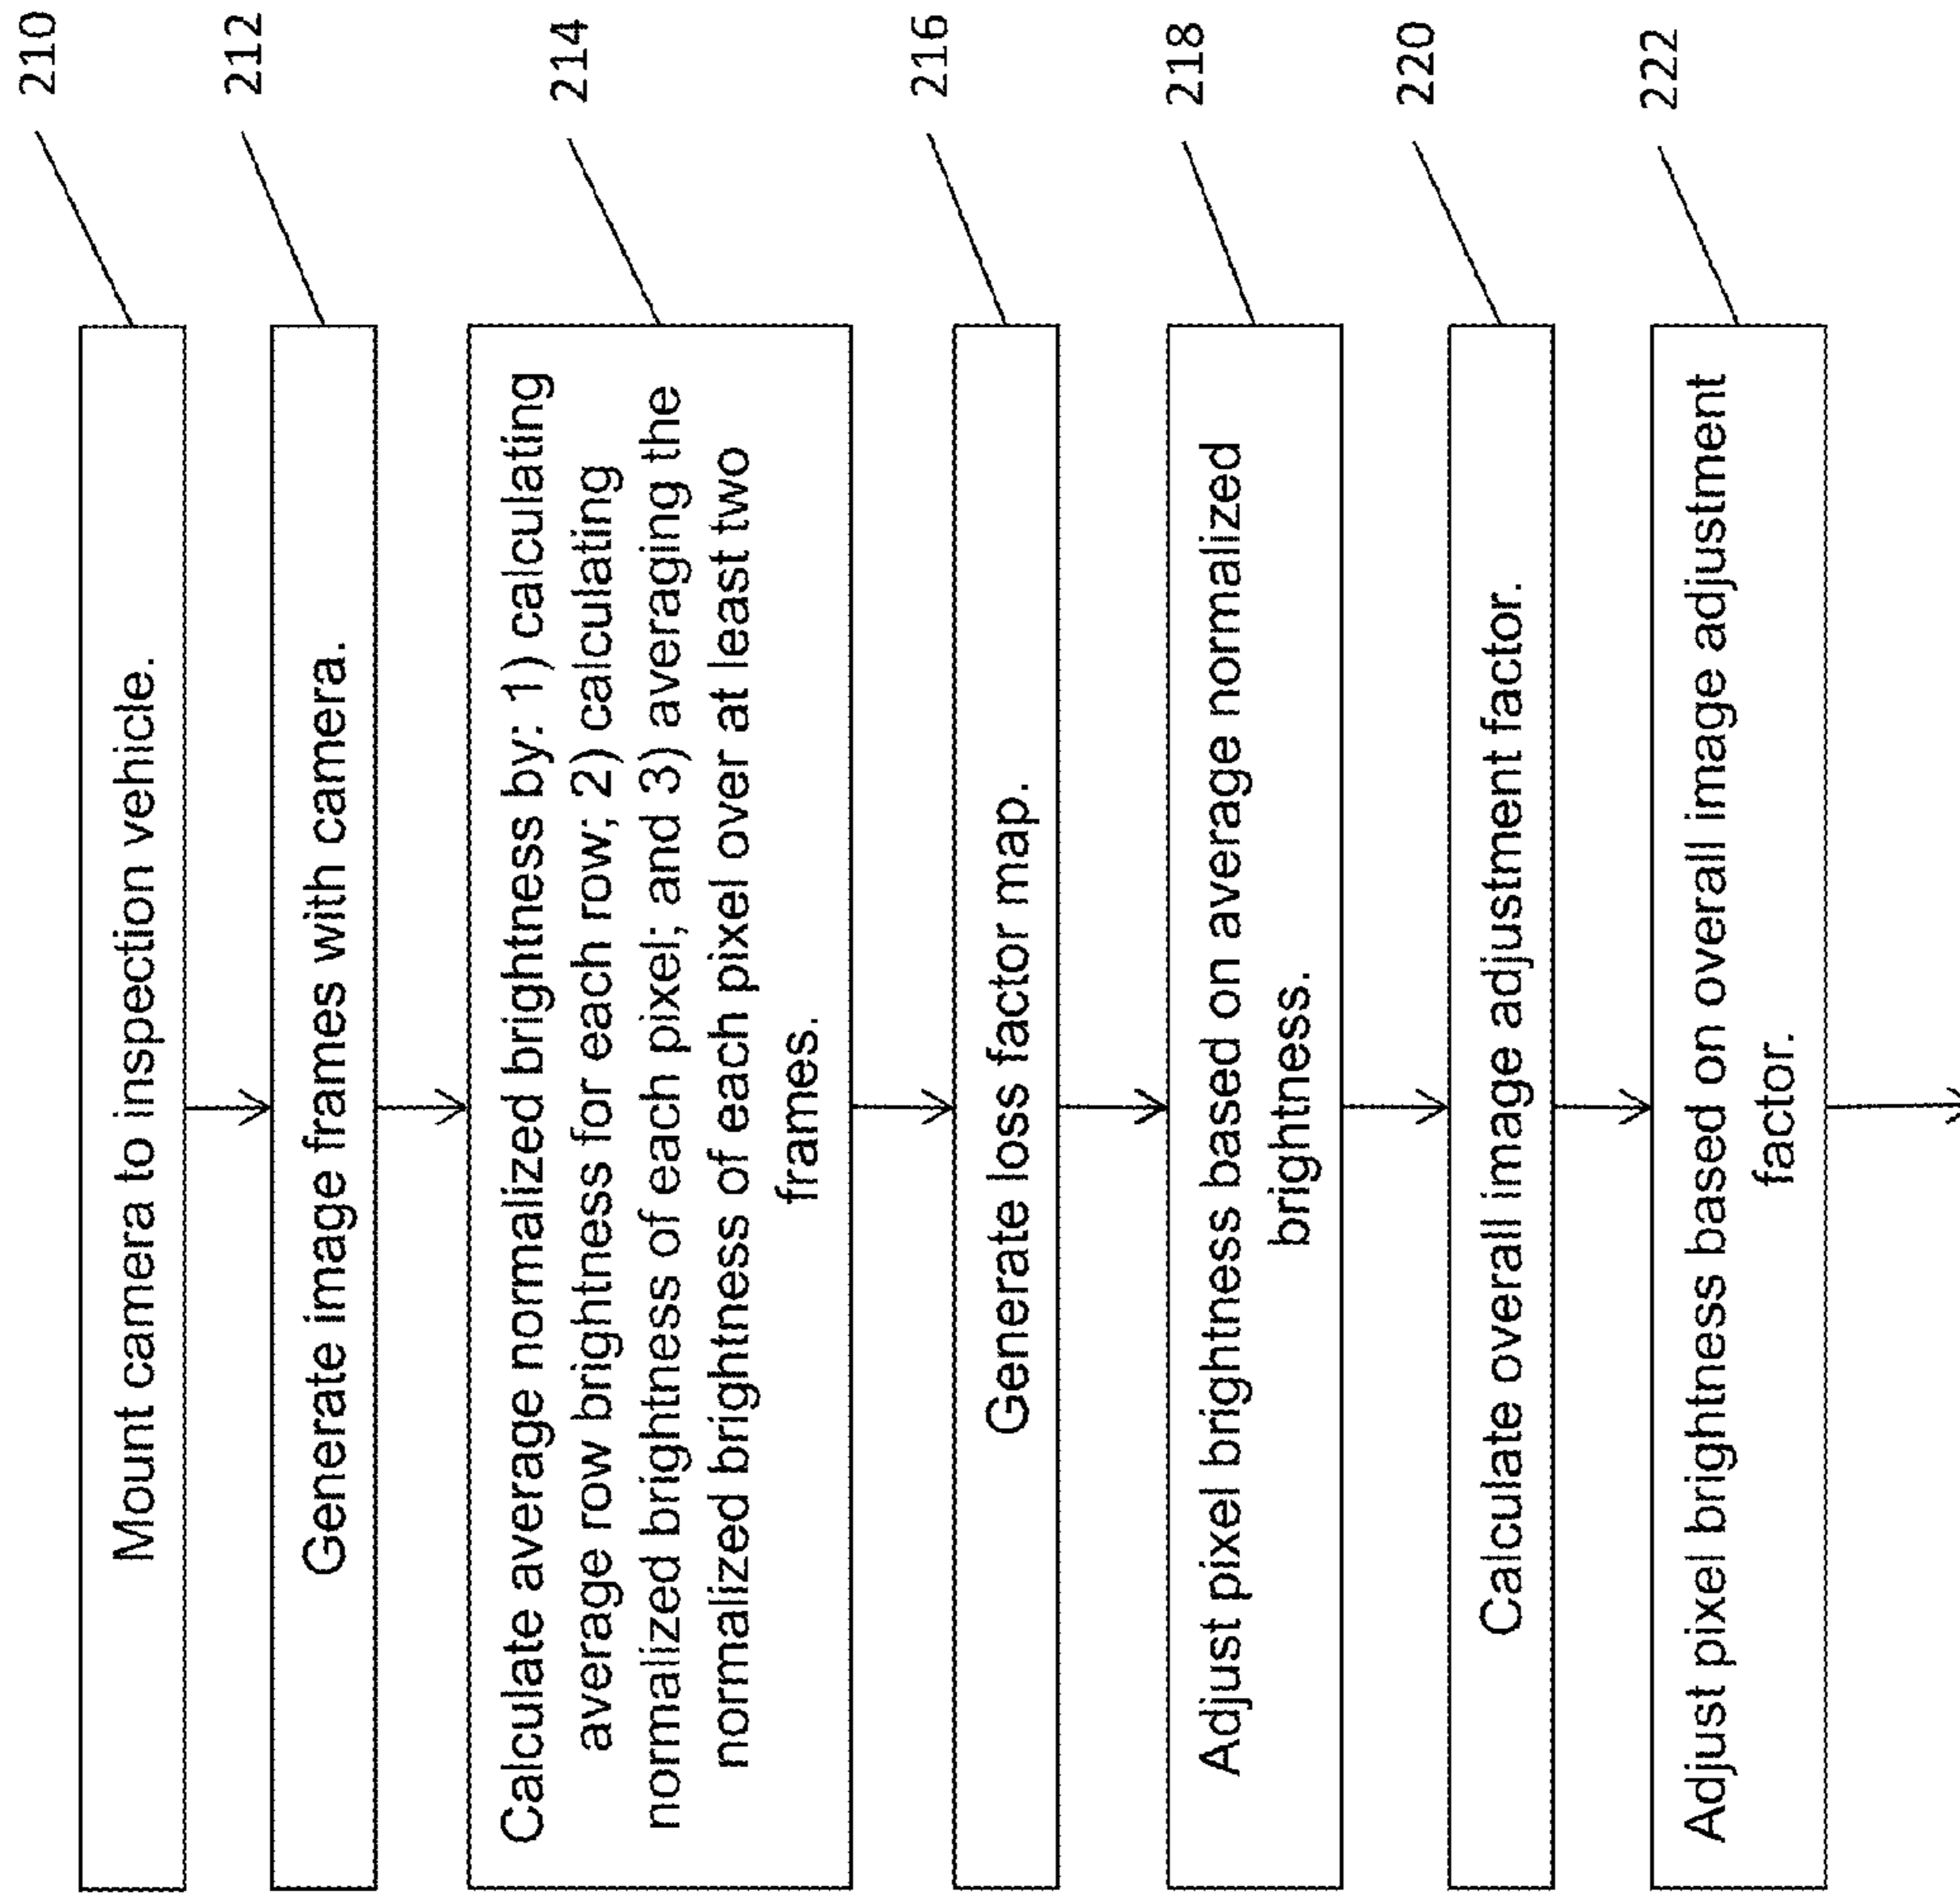 Mount camera to inspection vehicle.
210
Generate image frames with camera.
212
Calculate average normalized brightness by: 1) calculating
average row brightness for each row; 2) calculating
normalized brightness of each pixel; and 3) averaging the
normalized brightness of each pixel over at least two
frames.
214
Generate loss factor map.
216
Adjust pixel brightness based on average normalized
brightness.
218
Calculate overall image adjustment factor.
220
Adjust pixel brightness based on overall image adjustment
factor.
222